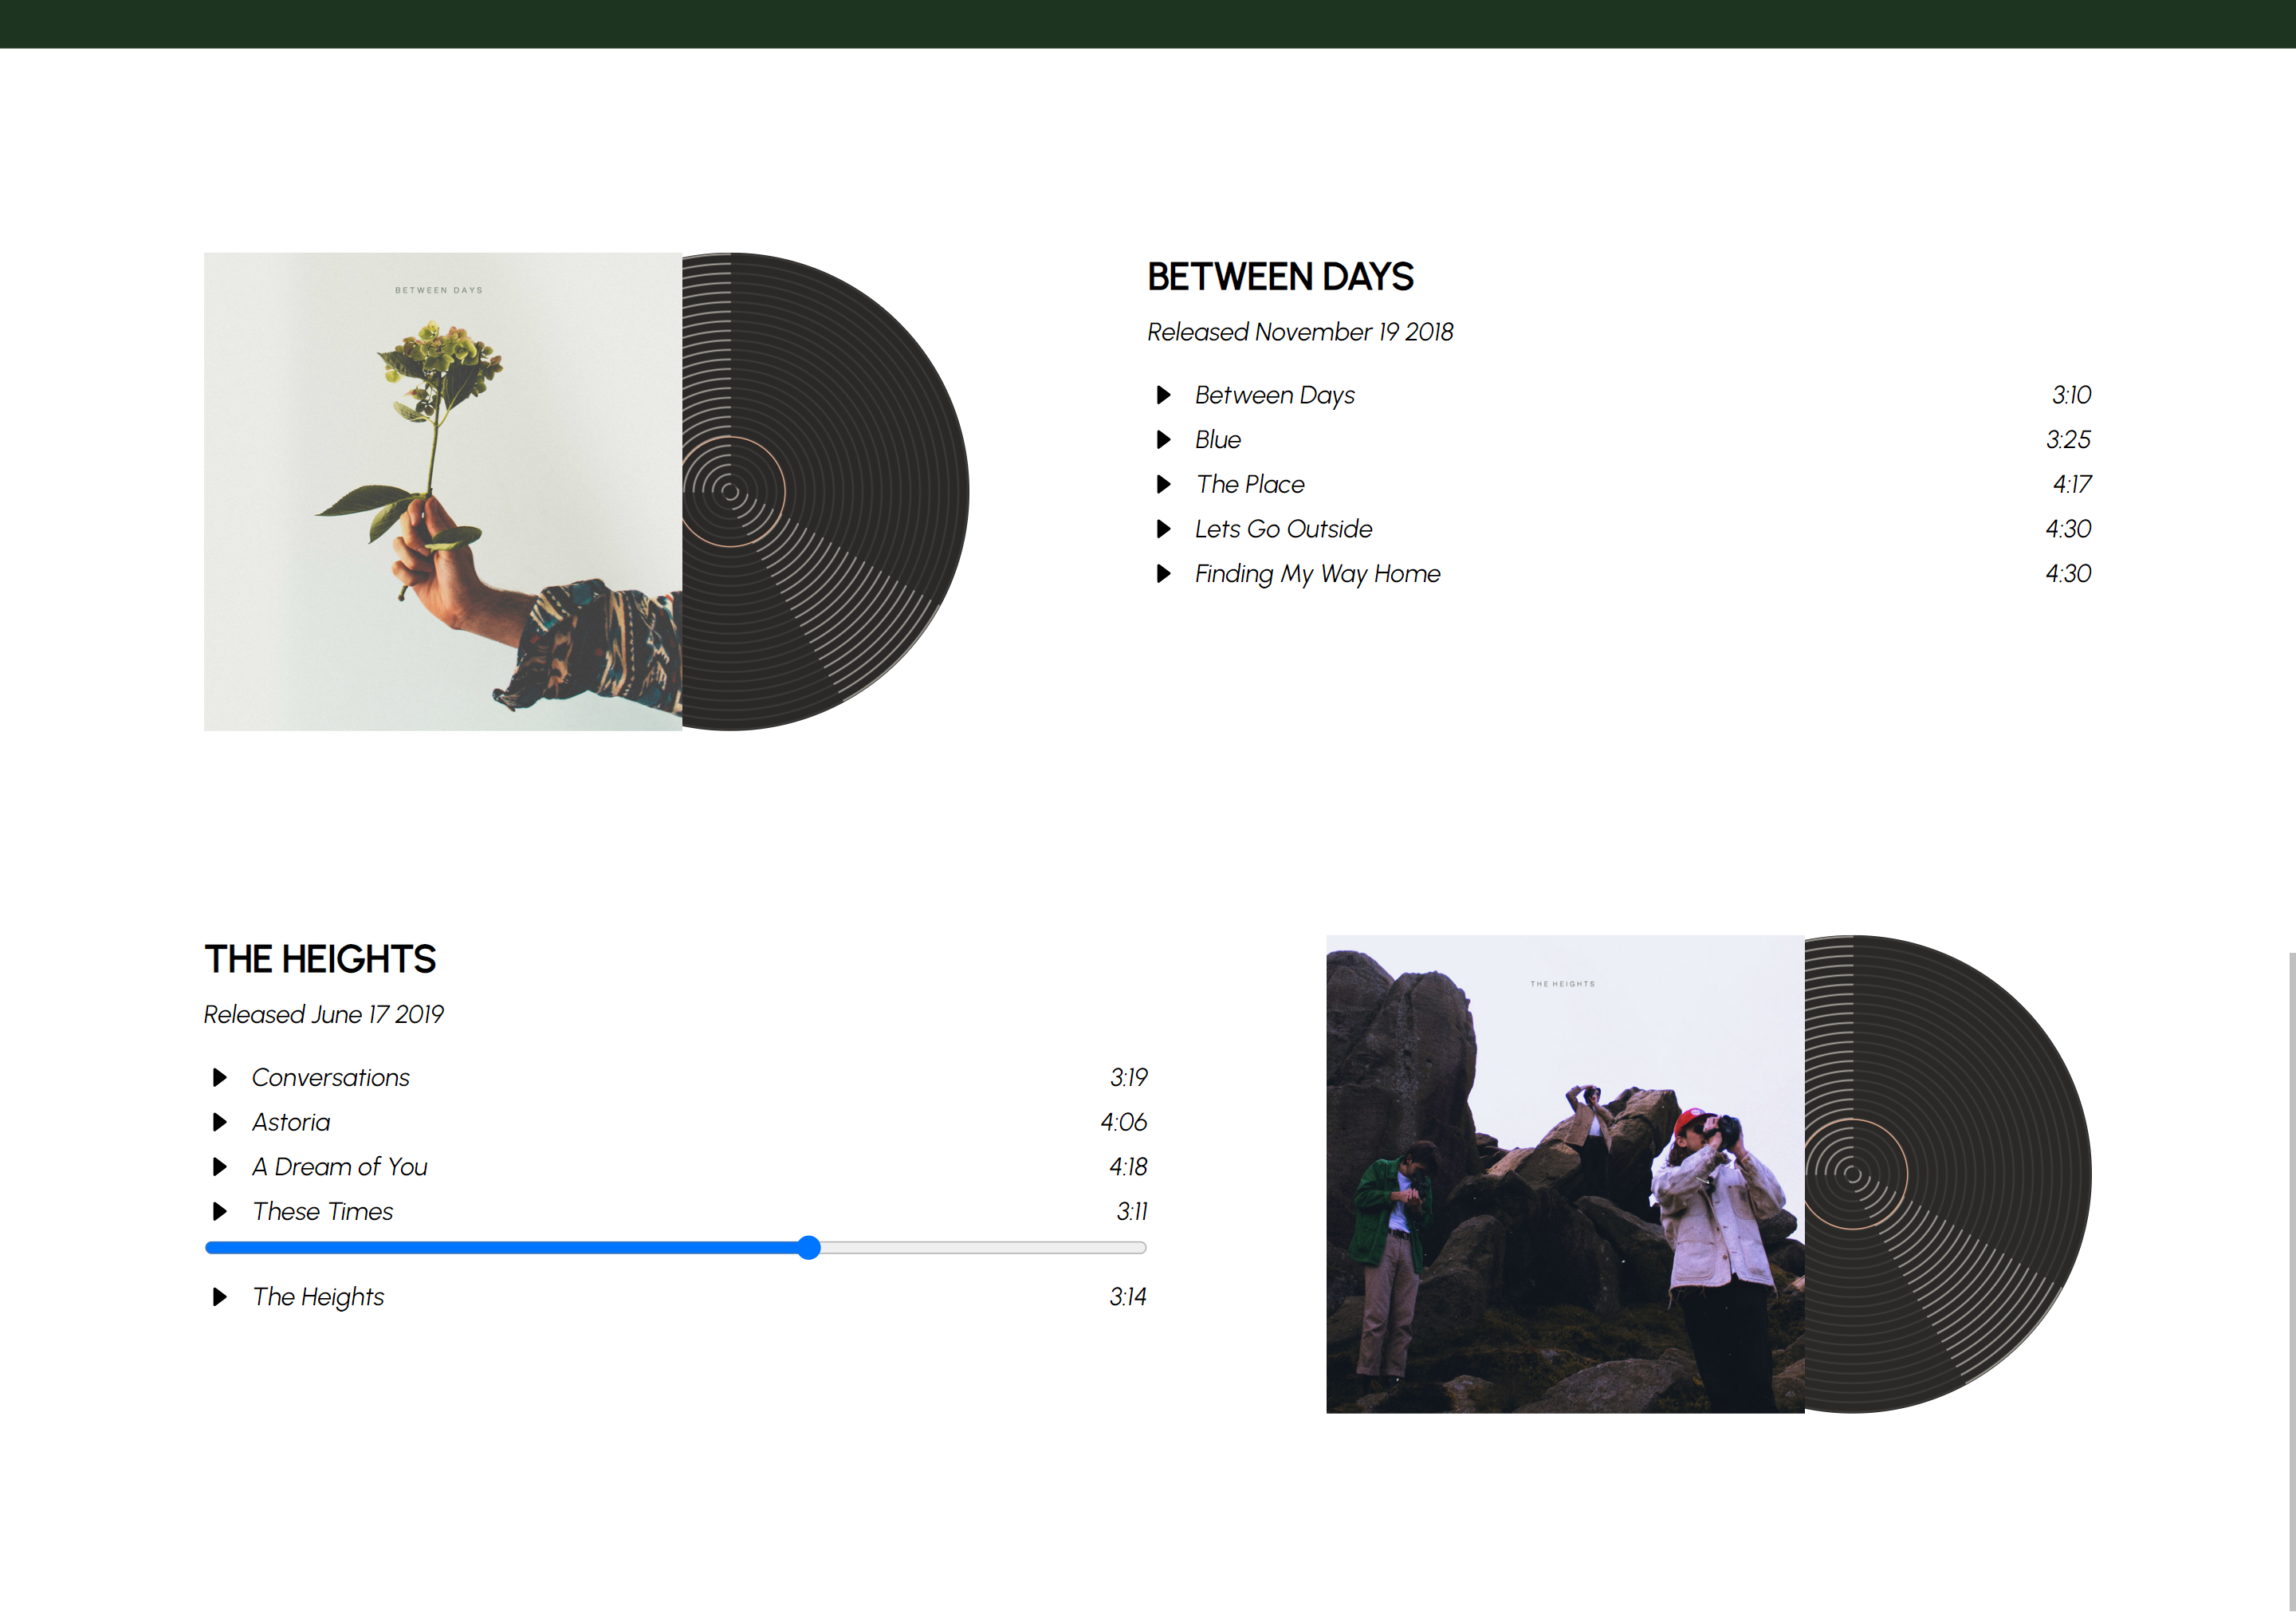 BETWEEN DAYS
BETWEEN DAYS
Released November 19 2018
Between Days 3:10
Blue 3:25
The Place 4:17
Lets Go Outside 4:30
Finding My Way Home 4:30
THE HEIGHTS
Released June 17 2019
Conversations 3:19
Astoria 4:06
A Dream of You 4:18
These Times 3:11
The Heights 3:14
THE HEIGHTS